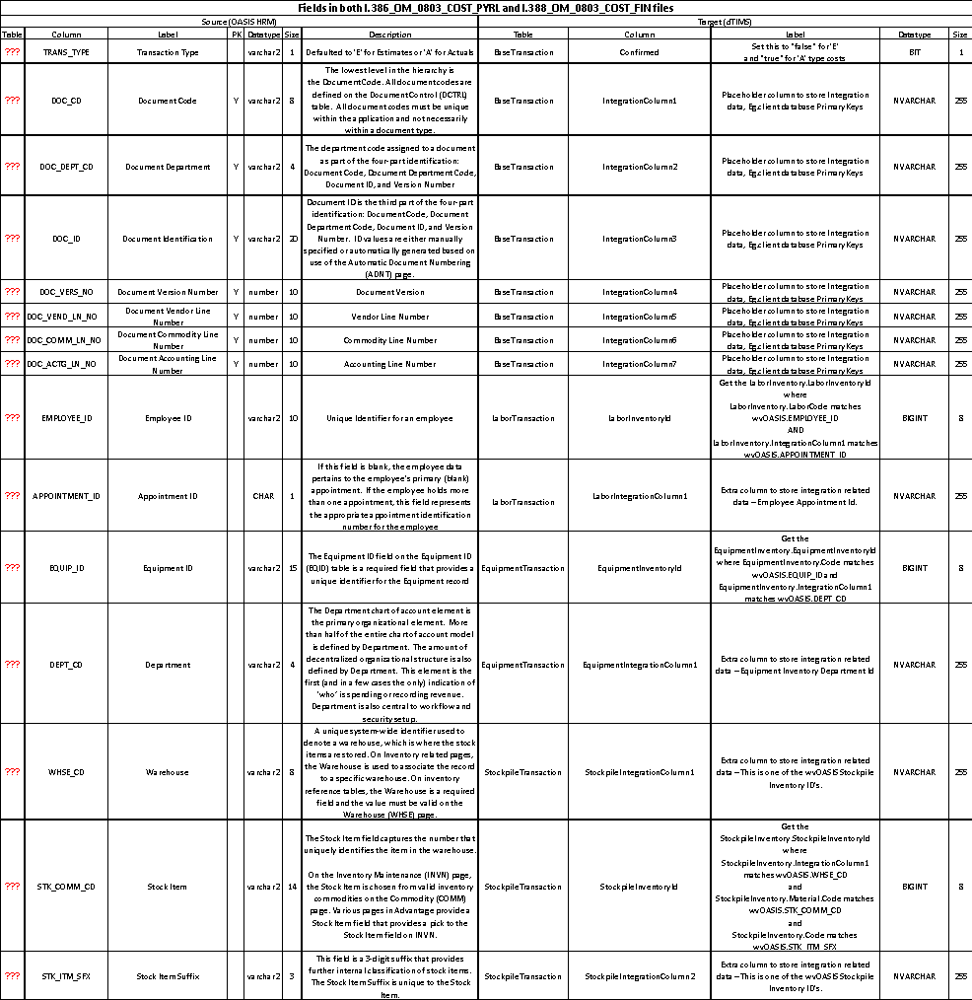 Fields in both I.386_OM_0803_COST_PYRL and I.388_OM_0803_COST_FIN files
Source (OASIS HRM) Target (dTIMS)
Table Column Label PK Datatype Size Description Table Column Label Datatype Size
??? TRANS_TYPE Transaction Type varchar2 1 Defaulted to 'E' for Estimates or 'A' for Actuals BaseTransaction Confirmed Set this to "false" for 'E'
and "true" for 'A' type costs BIT 1
??? DOC_CD Document Code Y varchar2 8 The lowest level in the hierarchy is
the Document Code. All document codes are
defined on the Document Control (DCTRL)
table. All document codes must be unique
within the application and not necessarily
within a document type. BaseTransaction IntegrationColumn1 Placeholder column to store Integration
data, Eg.client database Primary Keys NVARCHAR 255
??? DOC_DEPT_CD Document Department Y varchar2 4 The department code assigned to a document
as part of the four-part identification:
Document Code, Document Department Code,
Document ID, and Version Number BaseTransaction IntegrationColumn2 Placeholder column to store Integration
data, Eg.client database Primary Keys NVARCHAR 255
??? DOC_ID Document Identification Y varchar2 20 Document ID is the third part of the four-part
identification: Document Code, Document
Department Code, Document ID, and Version
Number. ID values are either manually
specified or automatically generated based on
use of the Automatic Document Numbering
(ADNT) page. BaseTransaction IntegrationColumn3 Placeholder column to store Integration
data, Eg.client database Primary Keys NVARCHAR 255
??? DOC_VERS_NO Document Version Number Y number 10 Document Version BaseTransaction IntegrationColumn4 Placeholder column to store Integration
data, Eg.client database Primary Keys NVARCHAR 255
??? DOC_VEND_LN_NO Document Vendor Line
Number Y number 10 Vendor Line Number BaseTransaction IntegrationColumn5 Placeholder column to store Integration
data, Eg.client database Primary Keys NVARCHAR 255
??? DOC_COMM_LN_NO Document Commodity Line
Number Y number 10 Commodity Line Number BaseTransaction IntegrationColumn6 Placeholder column to store Integration
data, Eg.client database Primary Keys NVARCHAR 255
??? DOC_ACTG_LN_NO Document Accounting Line
Number Y number 10 Accounting Line Number BaseTransaction IntegrationColumn7 Placeholder column to store Integration
data, Eg.client database Primary Keys NVARCHAR 255
??? EMPLOYEE_ID Employee ID varchar2 10 Unique Identifier for an employee LaborTransaction LaborInventoryId Get the LaborInventory.LaborInventoryId
where
LaborInventory.LaborCode matches
wvOASIS.EMPLOYEE_ID
AND
LaborInventory.IntegrationColumn1 matches
wvOASIS.APPOINTMENT_ID BIGINT 8
??? APPOINTMENT_ID Appointment ID CHAR 1 If this field is blank, the employee data
pertains to the employee's primary (blank)
appointment. If the employee holds more
than one appointment, this field represents
the appropriate appointment identification
number for the employee LaborTransaction LaborIntegrationColumn1 Extra column to store integration related
data – Employee Appointment Id. NVARCHAR 255
??? EQUIP_ID Equipment ID varchar2 15 The Equipment ID field on the Equipment ID
(EQID) table is a required field that provides a
unique identifier for the Equipment record EquipmentTransaction EquipmentInventoryId Get the
EquipmentInventory.EquipmentInventoryId
where EquipmentInventory.Code matches
wvOASIS.EQUIP_ID and
EquipmentInventory.IntegrationColumn1
matches wvOASIS.DEPT_CD BIGINT 8
??? DEPT_CD Department varchar2 4 The Department chart of account element is
the primary organizational element. More
than half of the entire chart of account model
is defined by Department. The amount of
decentralized organizational structure is also
defined by Department. This element is the
first (and in a few cases the only) indication of
'who' is spending or recording revenue.
Department is also central to workflow and
security setup. EquipmentTransaction EquipmentIntegrationColumn1 Extra column to store integration related
data – Equipment Inventory Department Id NVARCHAR 255
??? WHSE_CD Warehouse varchar2 8 A unique system-wide identifier used to
denote a warehouse, which is where the stock
items are stored. On Inventory related pages,
the Warehouse is used to associate the record
to a specific warehouse. On inventory
reference tables, the Warehouse is a required
field and the value must be valid on the
Warehouse (WHSE) page. StockpileTransaction StockpileIntegrationColumn1 Extra column to store integration related
data – This is one of the wvOASIS Stockpile
Inventory ID's. NVARCHAR 255
??? STK_COMM_CD Stock Item varchar2 14 The Stock Item field captures the number that
uniquely identifies the item in the warehouse.
On the Inventory Maintenance (INVN) page,
the Stock Item is chosen from valid inventory
commodities on the Commodity (COMM)
page. Various pages in Advantage provide a
Stock Item field that provides a pick to the
Stock Item field on INVN. StockpileTransaction StockpileInventoryId Get the
StockpileInventory.StockpileInventoryId
where
StockpileInventory.IntegrationColumn1
matches wvOASIS.WHSE_CD
and
StockpileInventory.Material.Code matches
wvOASIS.STK_COMM_CD
and
StockpileInventory.Code matches
wvOASIS.STK_ITM_SFX BIGINT 8
??? STK_ITM_SFX Stock Item Suffix varchar2 3 This field is a 3-digit suffix that provides
further internal classification of stock items.
The Stock Item Suffix is unique to the Stock
Item. StockpileTransaction StockpileIntegrationColumn2 Extra column to store integration related
data – This is one of the wvOASIS Stockpile
Inventory ID's. NVARCHAR 255